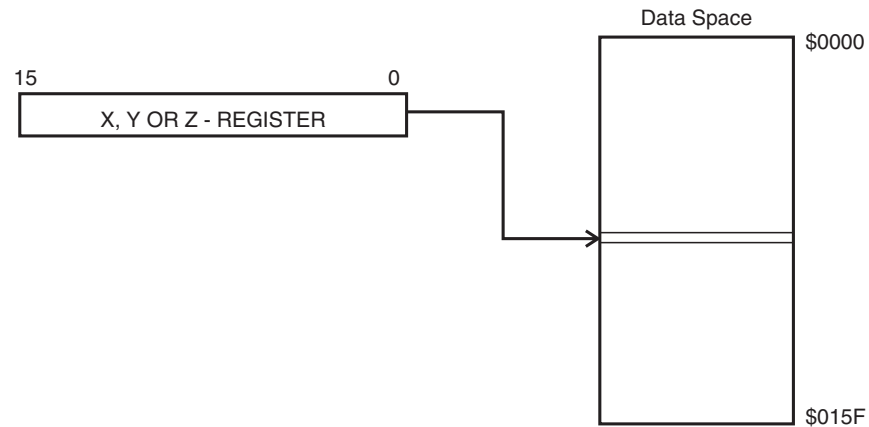 Data Space
$0000
15 0
X, Y OR Z - REGISTER
$015F